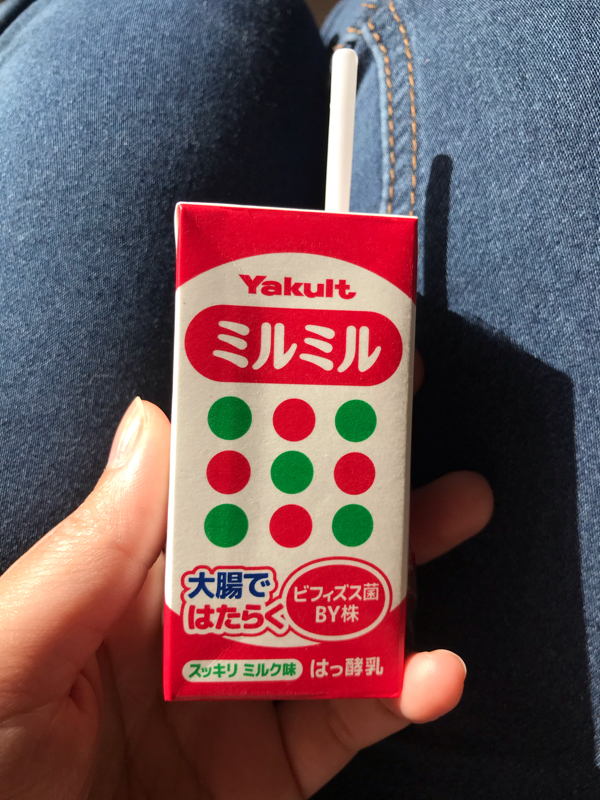 Yakult
ミルミル
大腸で
はたらく
ビフィズス菌
BY株
スッキリ ミルク味
はっ酵乳